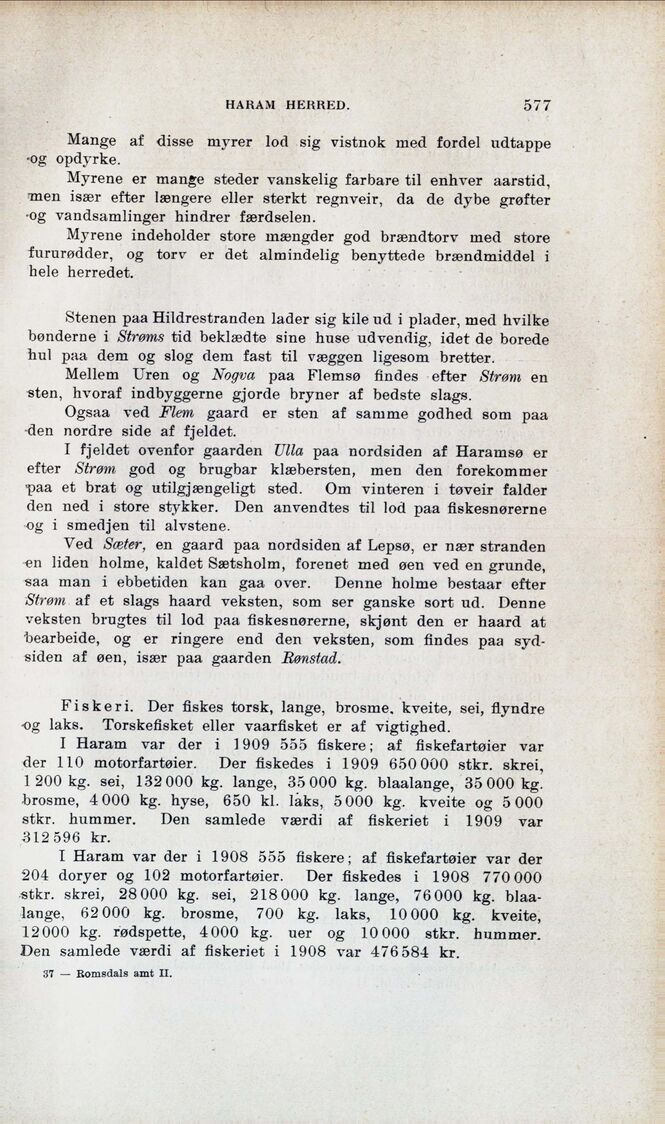 HARAM HERRED. 577
Mange af disse myrer lod sig vistnok med fordel udtappe
og opdyrke.
Myrene er mange steder vanskelig farbare til enhver aarstid,
men især efter længere eller sterkt regnveir, da de dybe grøfter
og vandsamlinger hindrer færdselen.
Myrene indeholder store mængder god brændtorv med store
fururødder, og torv er det almindelig benyttede brændmiddel i
hele herredet.
Stenen paa Hildrestranden lader sig kile ud i plader, med hvilke
bønderne i Strøms tid beklædte sine huse udvendig, idet de borede
hul paa dem og slog dem fast til væggen ligesom bretter.
Mellem Uren og Nogva paa Flemsø findes efter Strøm en
sten, hvoraf indbyggerne gjorde bryner af bedste slags.
Ogsaa ved Flem gaard er sten af samme godhed som paa
den nordre side af fjeldet.
I fjeldet ovenfor gaarden Ulla paa nordsiden af Haramsø er
efter Strøm god og brugbar klæbersten, men den forekommer
paa et brat og utilgjængeligt sted. Om vinteren i tøveir falder
den ned i store stykker. Den anvendtes til lod paa fiskesnørerne
og i smedjen til alvstene.
Ved Sæter, en gaard paa nordsiden af Lepsø, er nær stranden
en liden holme, kaldet Sætsholm, forenet med øen ved en grunde,
saa man i ebbetiden kan gaa over. Denne holme bestaar efter
Strøm af et slags haard veksten, som ser ganske sort ud. Denne
veksten brugtes til lod paa fiskesnørerne, skjønt den er haard at
bearbeide, og er ringere end den veksten, som findes paa syd-
siden af øen, især paa gaarden Rønstad.
Fiskeri. Der fiskes torsk, lange, brosme, kveite, sei, flyndre
og laks. Torskefisket eller vaarfisket er af vigtighed.
I Haram var der i 1909 555 fiskere; af fiskefartøier var
der 110 motorfartøier. Der fiskedes i 1909 650 000 stkr. skrei,
1 200 kg. sei, 132 000 kg. lange, 35 000 kg. blaalange, 35 000 kg.
brosme, 4 000 kg. hyse, 650 kl. laks, 5 000 kg. kveite og 5 000
stkr. hummer. Den samlede værdi af fiskeriet i 1909 var
312 596 kr.
I Haram var der i 1908 555 fiskere; af fiskefartøier var der
204 doryer og 102 motorfartøier. Der fiskedes i 1908 770 000
stkr. skrei, 28 000 kg. sei, 218 000 kg. lange, 76 000 kg. blaa-
lange, 62 000 kg. brosme, 700 kg. laks, 10 000 kg. kveite,
12 000 kg. rødspette, 4 000 kg. uer og 10 000 stkr. hummer.
Den samlede værdi af fiskeriet i 1908 var 476 584 kr.
37 — Romsdals amt II.